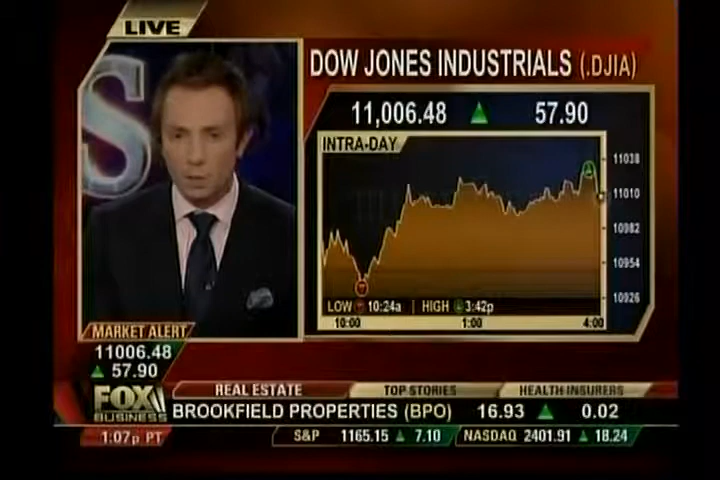 LIVE
DOW JONES INDUSTRIALS (.DJIA)
11,006.48 57.90
INTRA-DAY
11038
11010
10982
10954
10926
LOW 10:24a | HIGH 3:42p
10:00 1:00 4:00
S
MARKET ALERT
11006.48
57.90
FOX
BUSINESS
REAL ESTATE TOP STORIES HEALTH INSURERS
BROOKFIELD PROPERTIES (BPO) 16.93 0.02
1:07p PT
S&P 1165.15 7.10 NASDAQ 2401.91 18.24